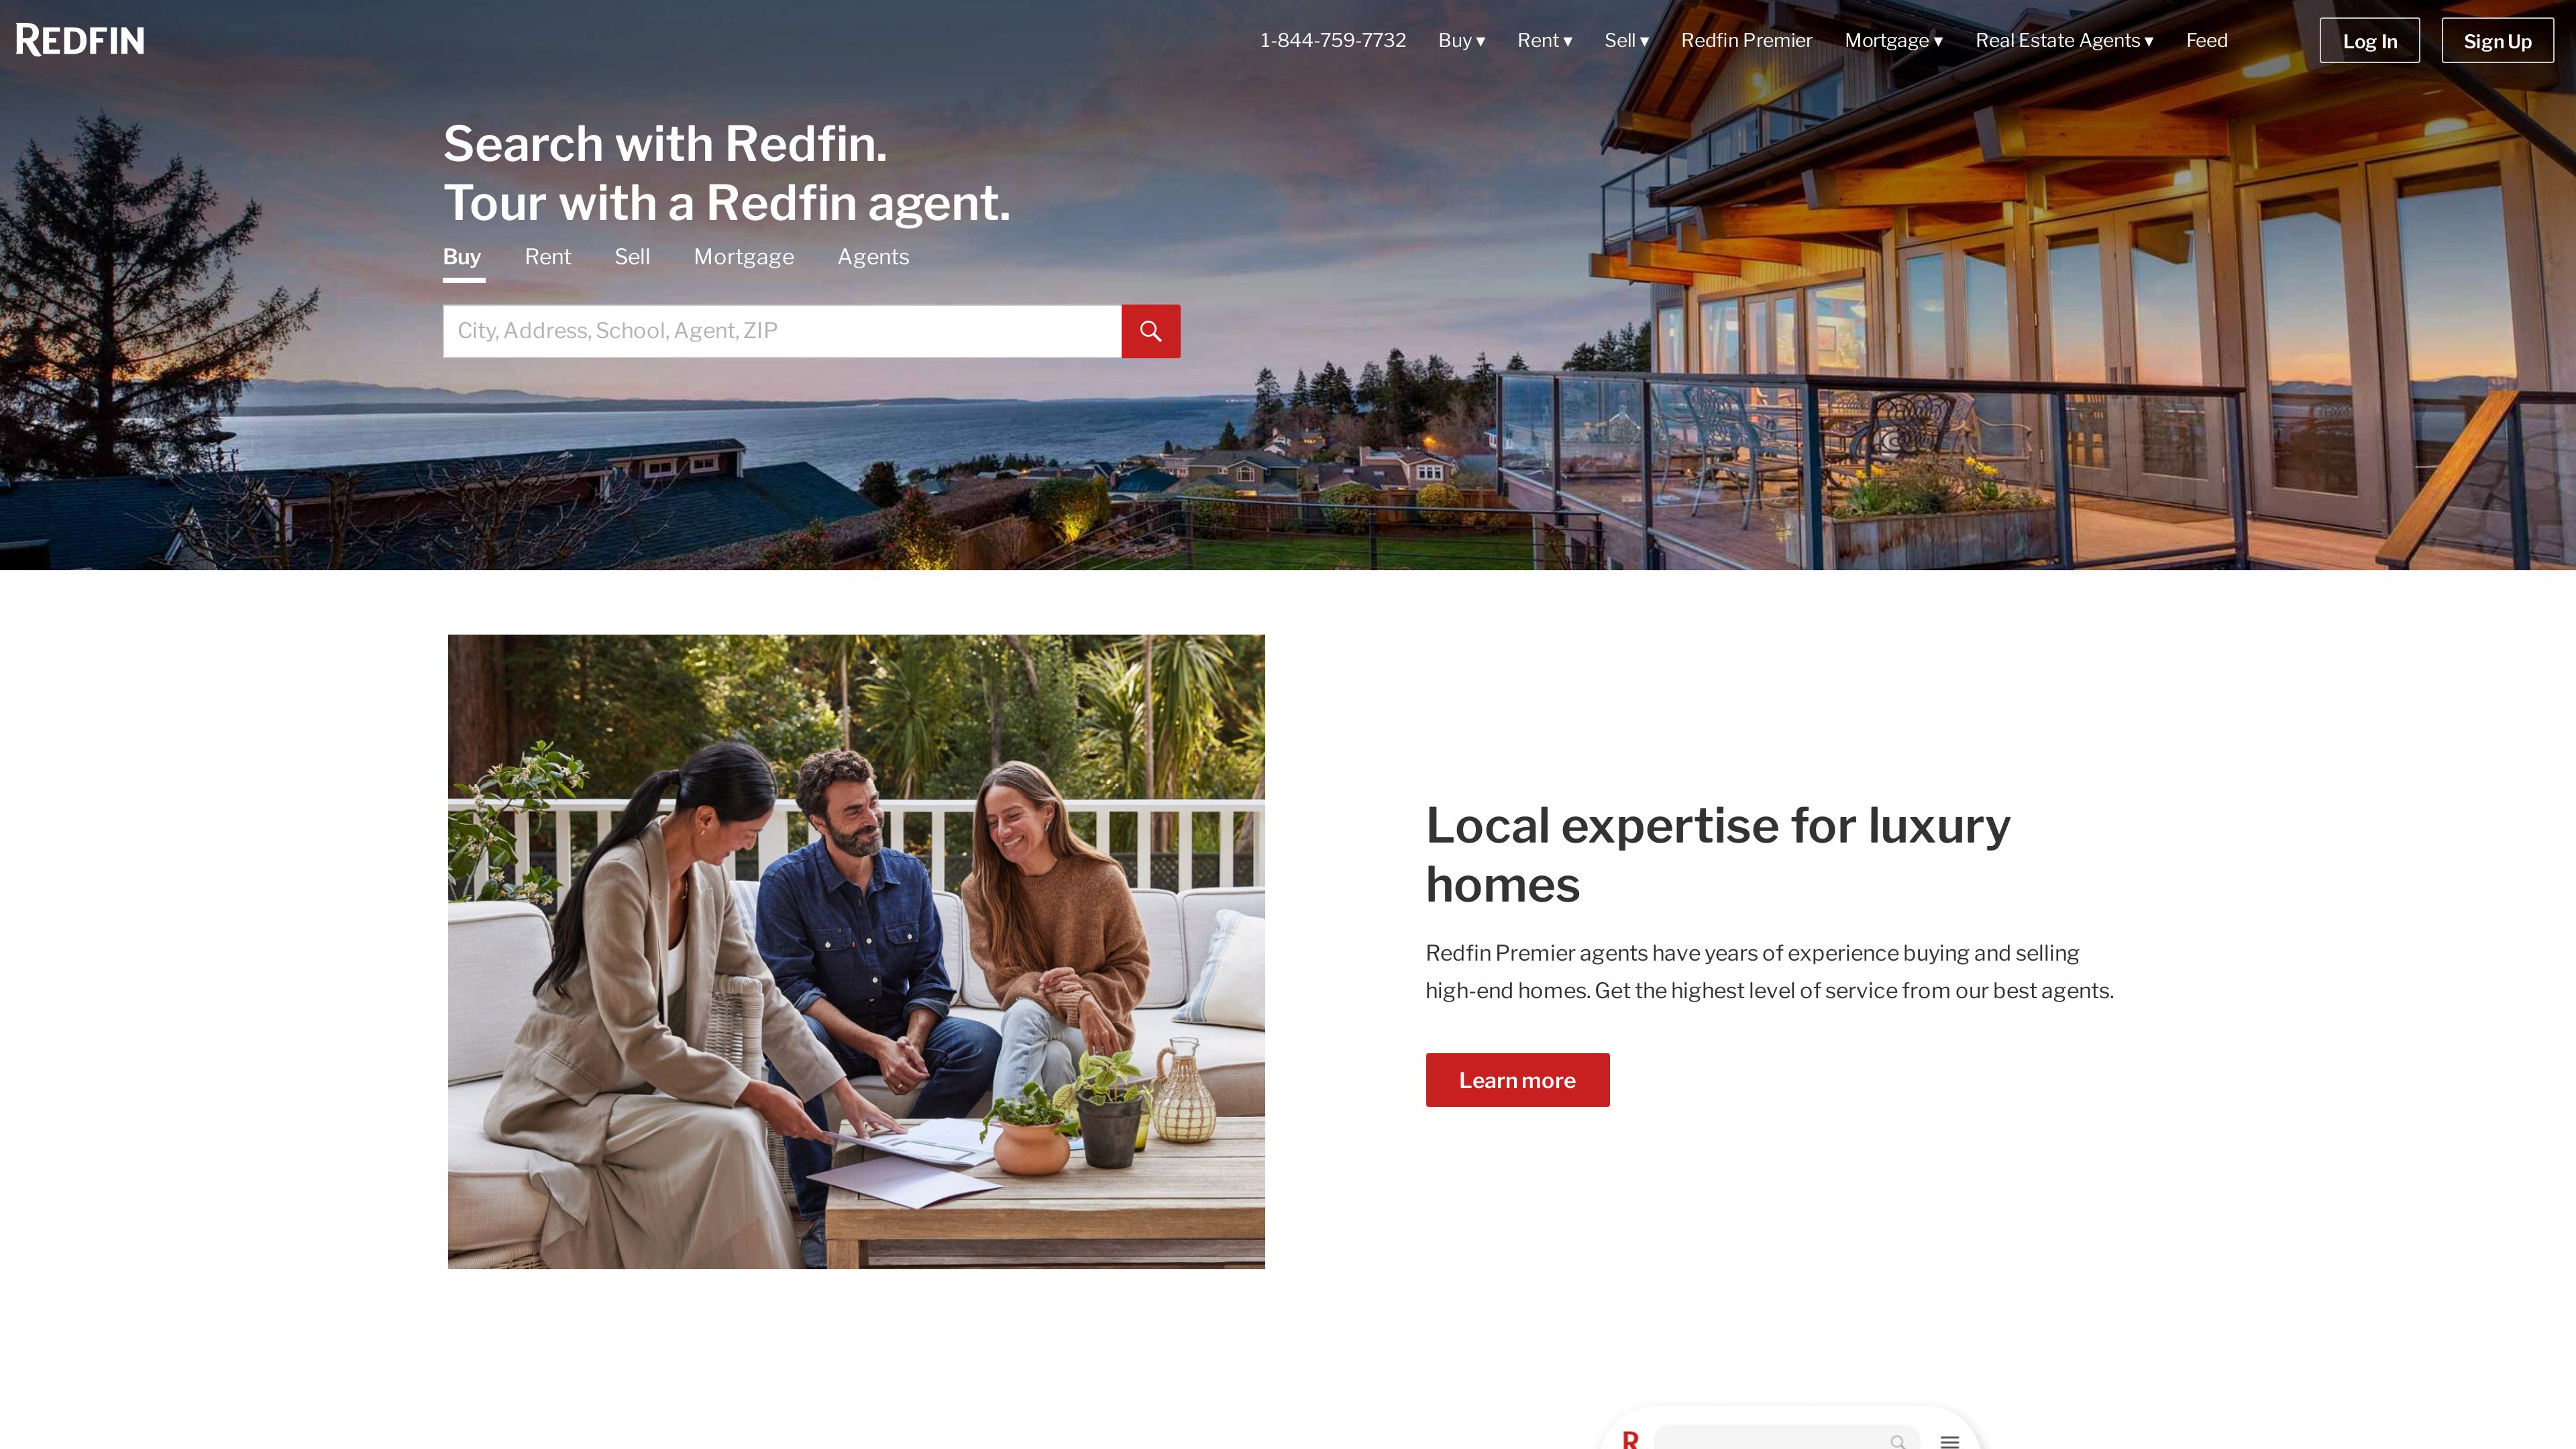 REDFIN
1-844-759-7732 Buy ▾ Rent ▾ Sell ▾ Redfin Premier Mortgage ▾ Real Estate Agents ▾ Feed Log In Sign Up
Search with Redfin.
Tour with a Redfin agent.
Buy Rent Sell Mortgage Agents
City, Address, School, Agent, ZIP
Local expertise for luxury
homes
Redfin Premier agents have years of experience buying and selling
high-end homes. Get the highest level of service from our best agents.
Learn more
R